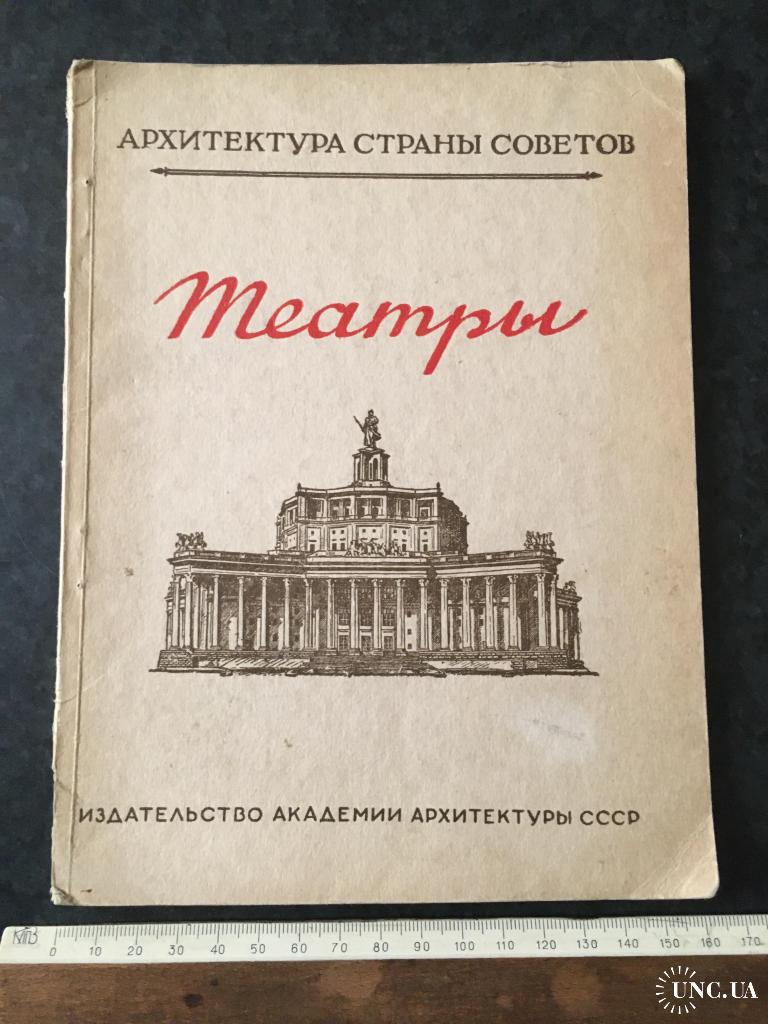 АРХИТЕКТУРА СТРАНЫ СОВЕТОВ
Театры
ИЗДАТЕЛЬСТВО АКАДЕМИИ АРХИТЕКТУРЫ СССР
0 10 20 30 40 50 60 70 80 90 100 110 120 130 140 150 160 170
UNC.UA